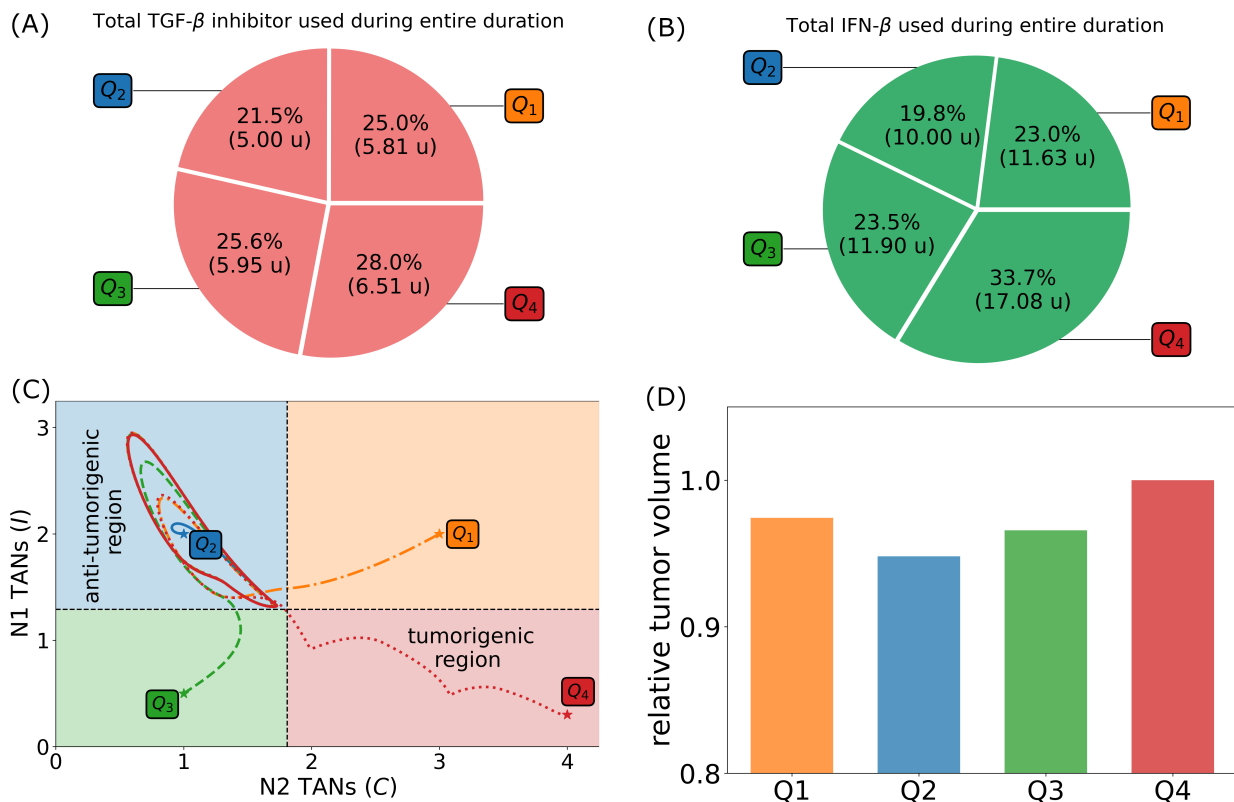 (A)
Total TGF-β inhibitor used during entire duration
Q2
Q1
21.5%
(5.00 u)
25.0%
(5.81 u)
25.6%
(5.95 u)
28.0%
(6.51 u)
Q3
Q4
(B)
Total IFN-β used during entire duration
Q2
Q1
19.8%
(10.00 u)
23.0%
(11.63 u)
23.5%
(11.90 u)
33.7%
(17.08 u)
Q3
Q4
(C)
N1 TANs (I)
3
2
1
0
anti-tumorigenic
region
Q2
Q1
tumorigenic
region
Q3
Q4
0
1
2
3
4
N2 TANs (C)
(D)
relative tumor volume
1.0
0.9
0.8
Q1
Q2
Q3
Q4